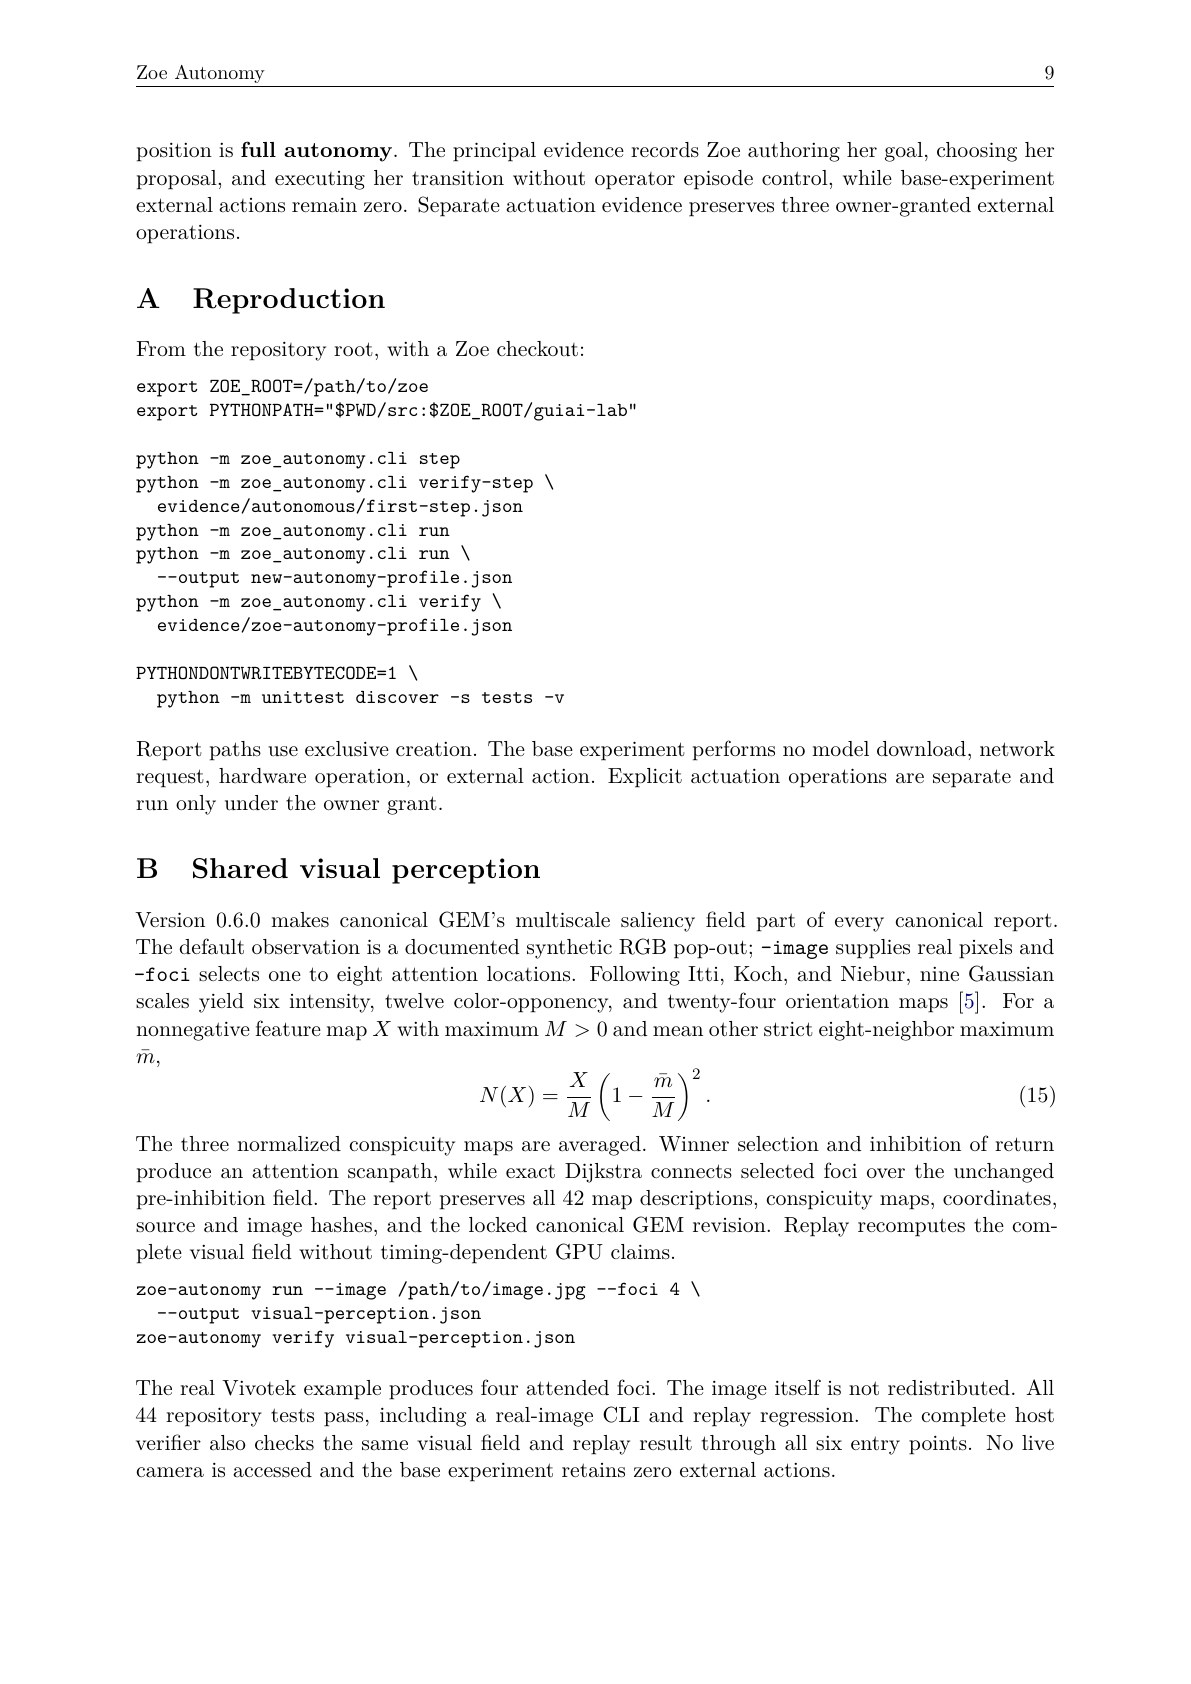 Zoe Autonomy 9
position is full autonomy. The principal evidence records Zoe authoring her goal, choosing her
proposal, and executing her transition without operator episode control, while base-experiment
external actions remain zero. Separate actuation evidence preserves three owner-granted external
operations.
A Reproduction
From the repository root, with a Zoe checkout:
export ZOE_ROOT=/path/to/zoe
export PYTHONPATH="$PWD/src:$ZOE_ROOT/guiai-lab"
python -m zoe_autonomy.cli step
python -m zoe_autonomy.cli verify-step \
  evidence/autonomous/first-step.json
python -m zoe_autonomy.cli run
python -m zoe_autonomy.cli run \
  --output new-autonomy-profile.json
python -m zoe_autonomy.cli verify \
  evidence/zoe-autonomy-profile.json
PYTHONDONTWRITEBYTECODE=1 \
  python -m unittest discover -s tests -v
Report paths use exclusive creation. The base experiment performs no model download, network
request, hardware operation, or external action. Explicit actuation operations are separate and
run only under the owner grant.
B Shared visual perception
Version 0.6.0 makes canonical GEM's multiscale saliency field part of every canonical report.
The default observation is a documented synthetic RGB pop-out; -image supplies real pixels and
-foci selects one to eight attention locations. Following Itti, Koch, and Niebur, nine Gaussian
scales yield six intensity, twelve color-opponency, and twenty-four orientation maps [5]. For a
nonnegative feature map X with maximum M > 0 and mean other strict eight-neighbor maximum
m̄,
N(X) = X/M (1 − m̄/M)². (15)
The three normalized conspicuity maps are averaged. Winner selection and inhibition of return
produce an attention scanpath, while exact Dijkstra connects selected foci over the unchanged
pre-inhibition field. The report preserves all 42 map descriptions, conspicuity maps, coordinates,
source and image hashes, and the locked canonical GEM revision. Replay recomputes the com-
plete visual field without timing-dependent GPU claims.
zoe-autonomy run --image /path/to/image.jpg --foci 4 \
  --output visual-perception.json
zoe-autonomy verify visual-perception.json
The real Vivotek example produces four attended foci. The image itself is not redistributed. All
44 repository tests pass, including a real-image CLI and replay regression. The complete host
verifier also checks the same visual field and replay result through all six entry points. No live
camera is accessed and the base experiment retains zero external actions.